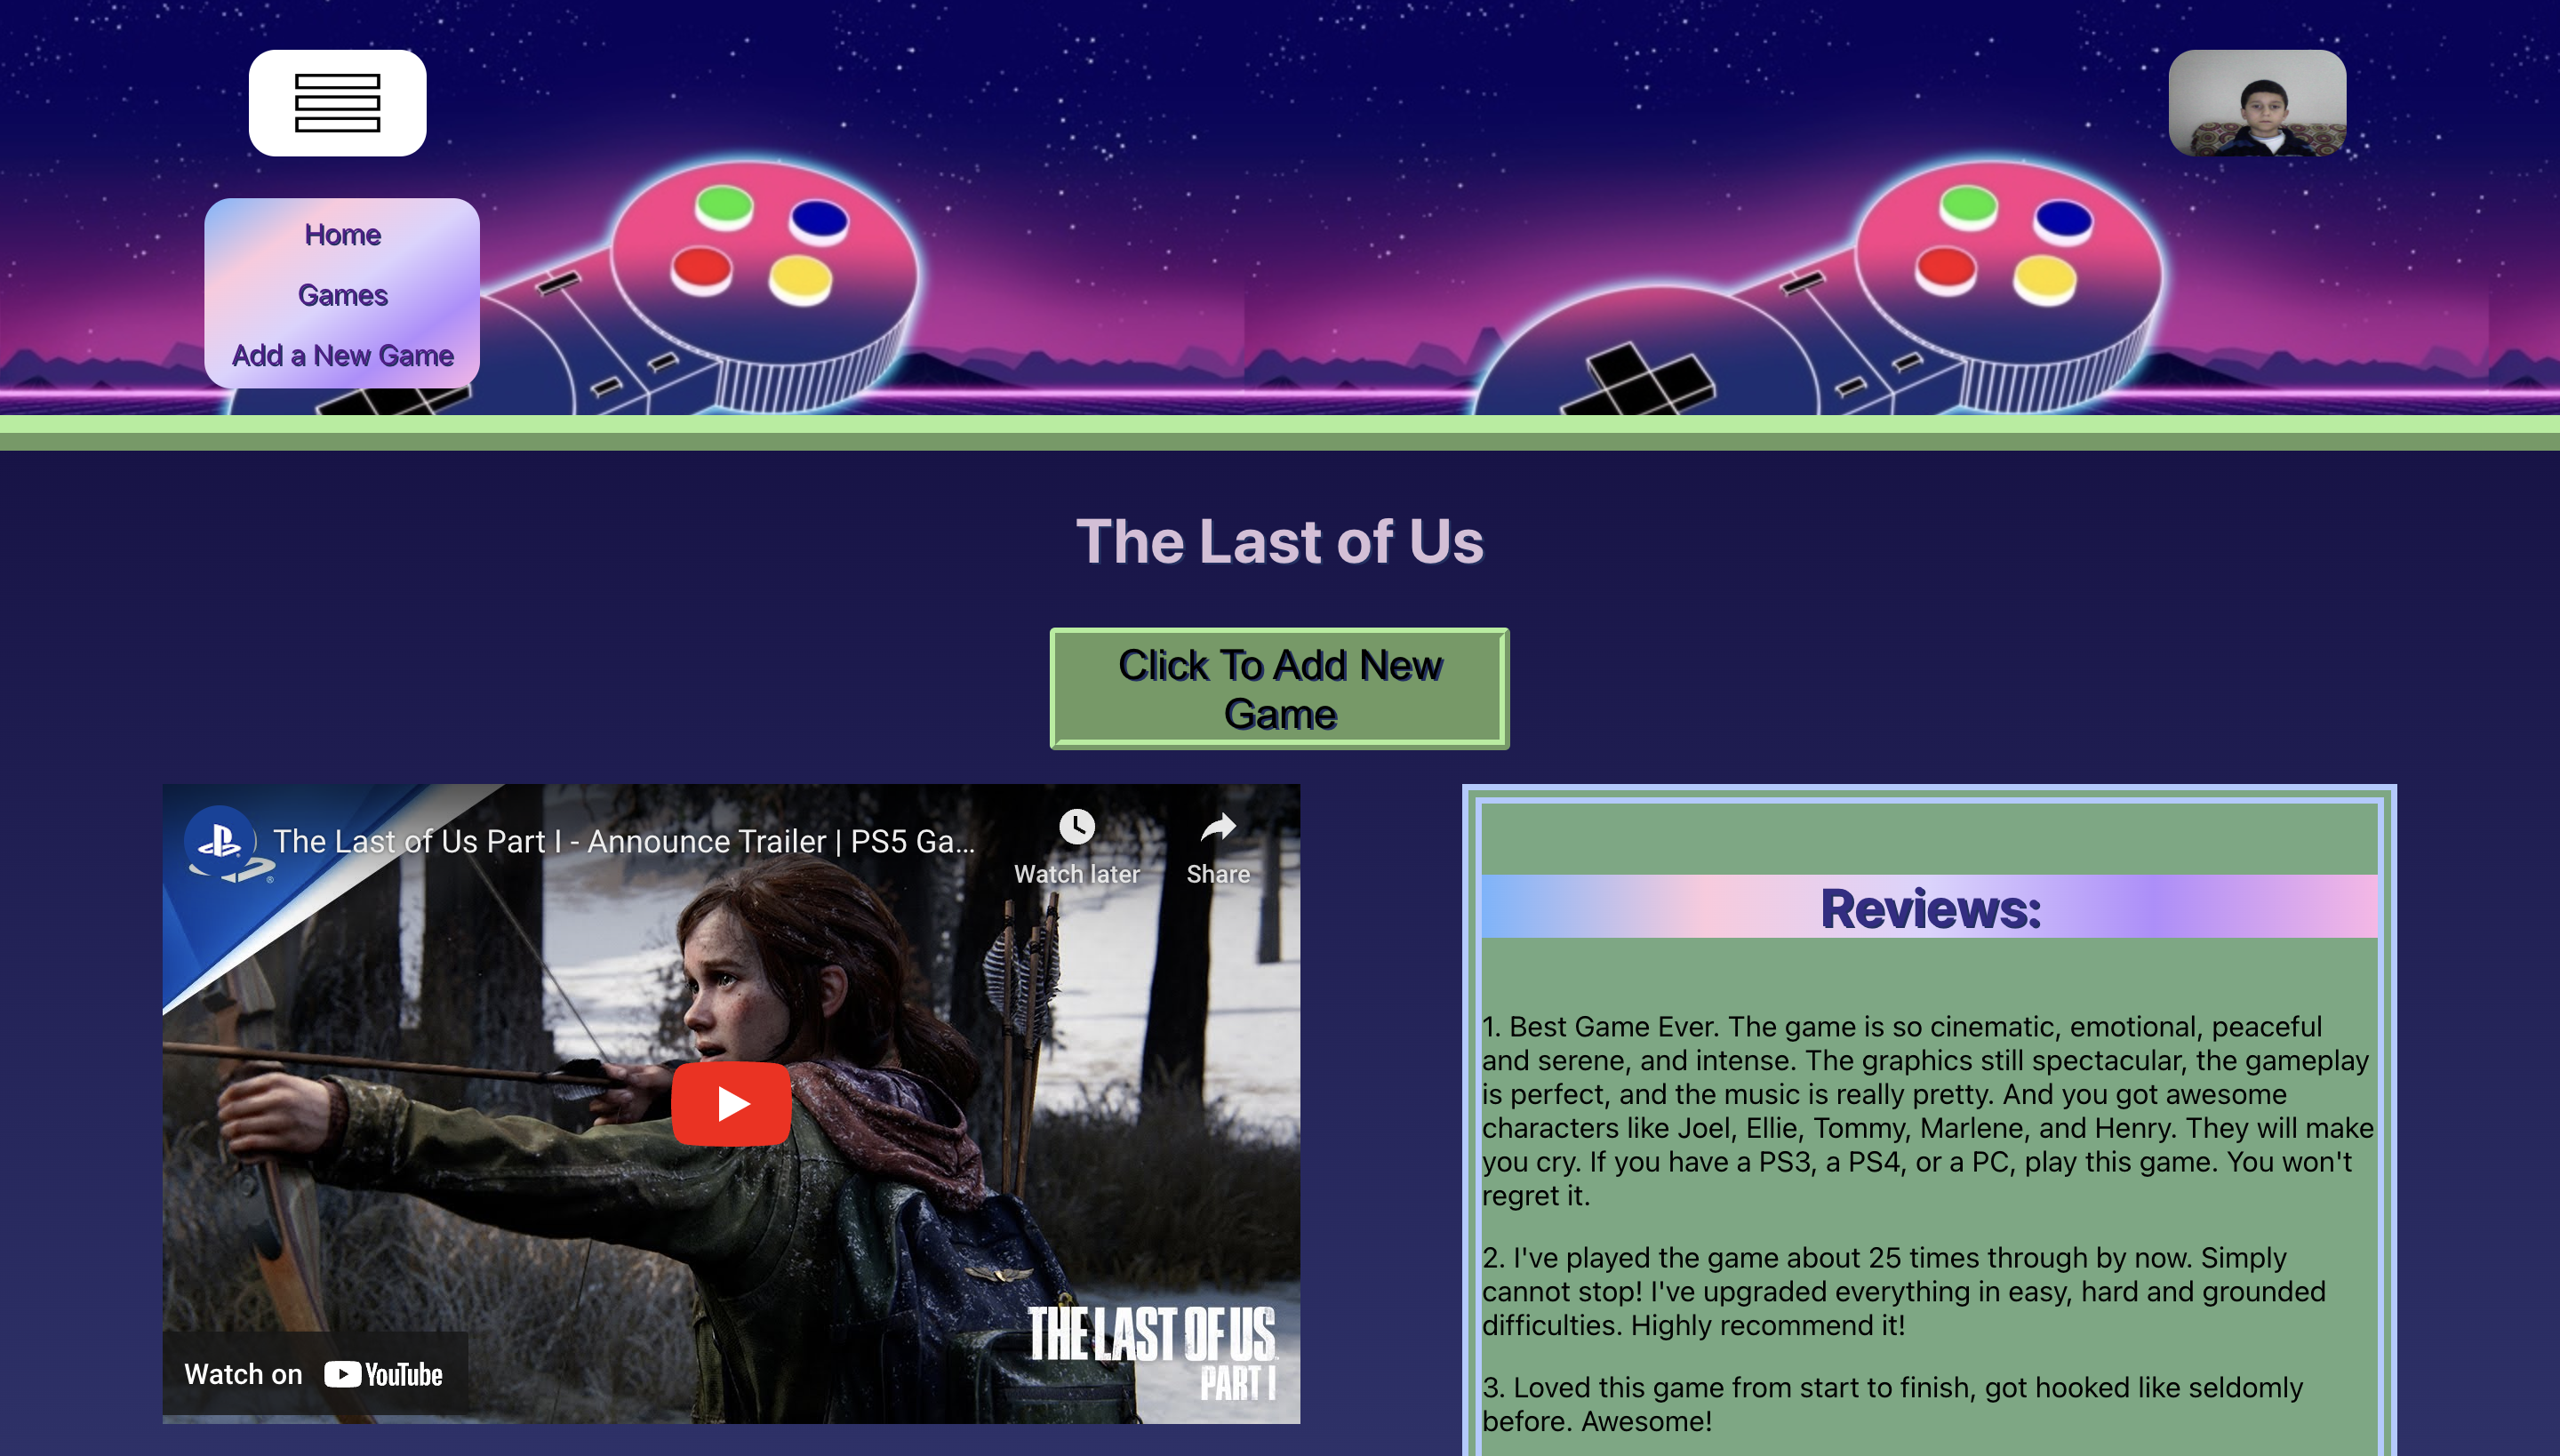 Home
Games
Add a New Game
The Last of Us
Click To Add New
Game
The Last of Us Part I - Announce Trailer | PS5 Ga...
Watch later
Share
THE LAST OF US
PART I
Watch on YouTube
Reviews:
1. Best Game Ever. The game is so cinematic, emotional, peaceful
and serene, and intense. The graphics still spectacular, the gameplay
is perfect, and the music is really pretty. And you got awesome
characters like Joel, Ellie, Tommy, Marlene, and Henry. They will make
you cry. If you have a PS3, a PS4, or a PC, play this game. You won't
regret it.
2. I've played the game about 25 times through by now. Simply
cannot stop! I've upgraded everything in easy, hard and grounded
difficulties. Highly recommend it!
3. Loved this game from start to finish, got hooked like seldomly
before. Awesome!